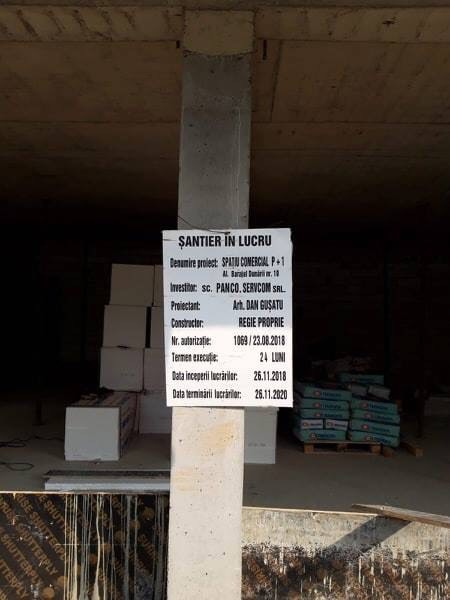 ȘANTIER ÎN LUCRU
Denumire proiect: SPAȚIU COMERCIAL P + 1
Al. Barajul Dunării nr. 10
Investitor: SC. PANCO, SERVCOM SRL.
Proiectant: Arh. DAN GUȘATU
Constructor: REGIE PROPRIE
Nr. autorizație: 1069 / 23.08.2018
Termen execuție: 24 LUNI
Data începerii lucrărilor: 26.11.2018
Data terminării lucrărilor: 26.11.2020